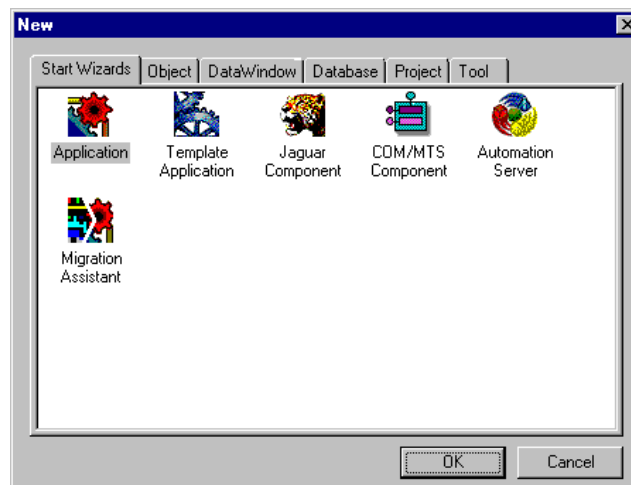 New
Start Wizards Object DataWindow Database Project Tool
Application Template Jaguar COM/MTS Automation
Application Component Component Server
Migration
Assistant
OK Cancel